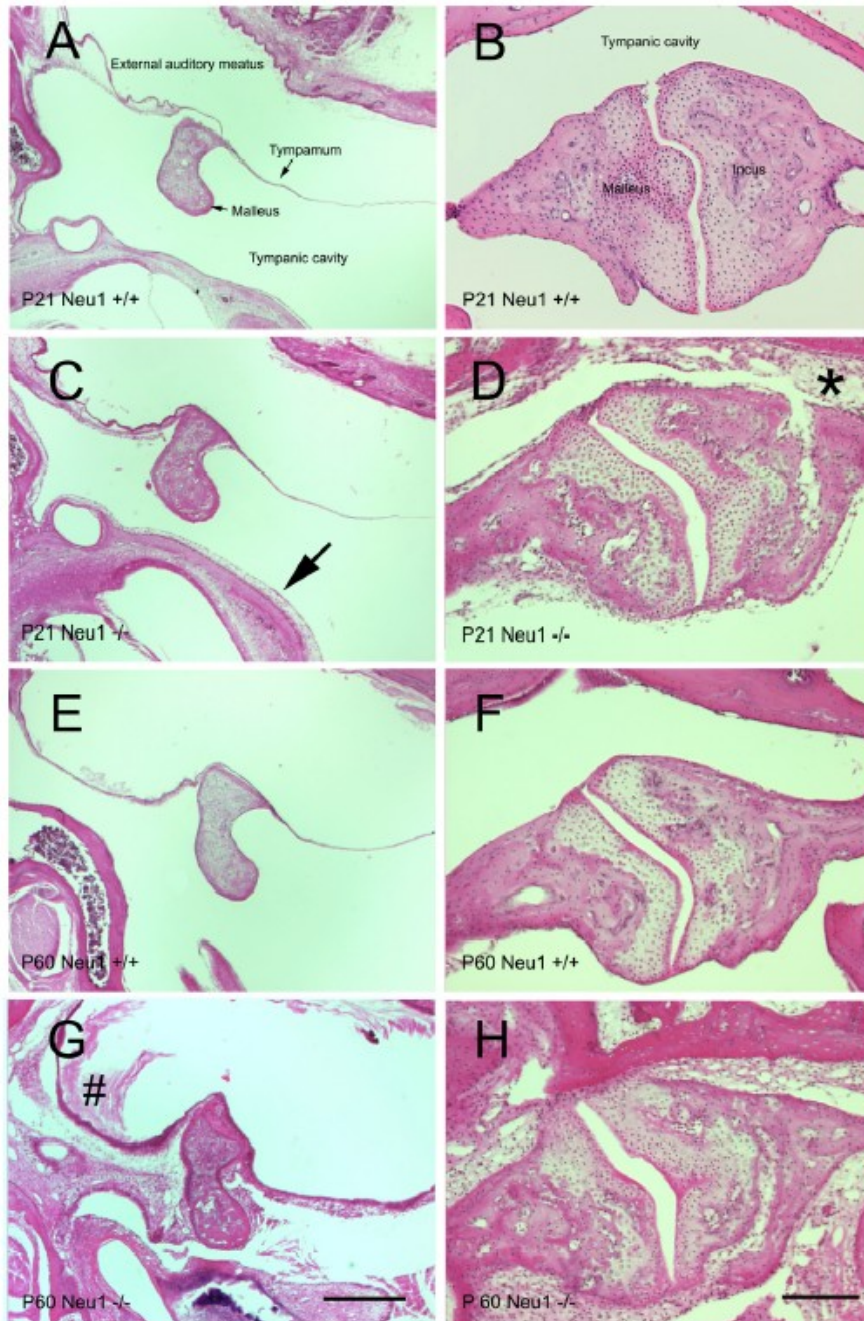 A
External auditory meatus
Tympamum
Malleus
Tympanic cavity
P21 Neu1 +/+
B
Tympanic cavity
Malleus
Incus
P21 Neu1 +/+
C
P21 Neu1 -/-
D
*
P21 Neu1 -/-
E
P60 Neu1 +/+
F
P60 Neu1 +/+
G
#
P60 Neu1 -/-
H
P 60 Neu1 -/-